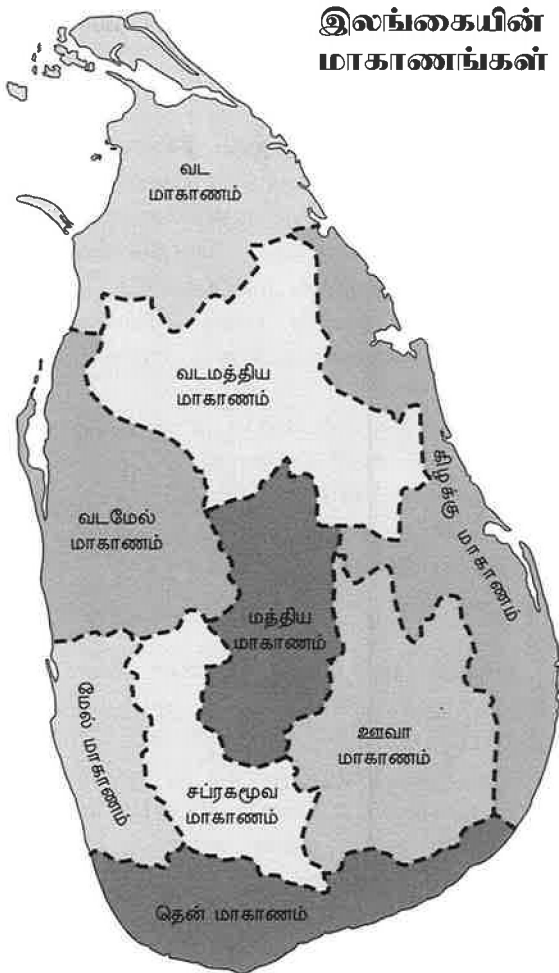 இலங்கையின்
மாகாணங்கள்
வட
மாகாணம்
வடமத்திய
மாகாணம்
கிழக்கு மாகாணம்
வடமேல்
மாகாணம்
மத்திய
மாகாணம்
மேல் மாகாணம்
ஊவா
மாகாணம்
சப்ரகமூவ
மாகாணம்
தென் மாகாணம்